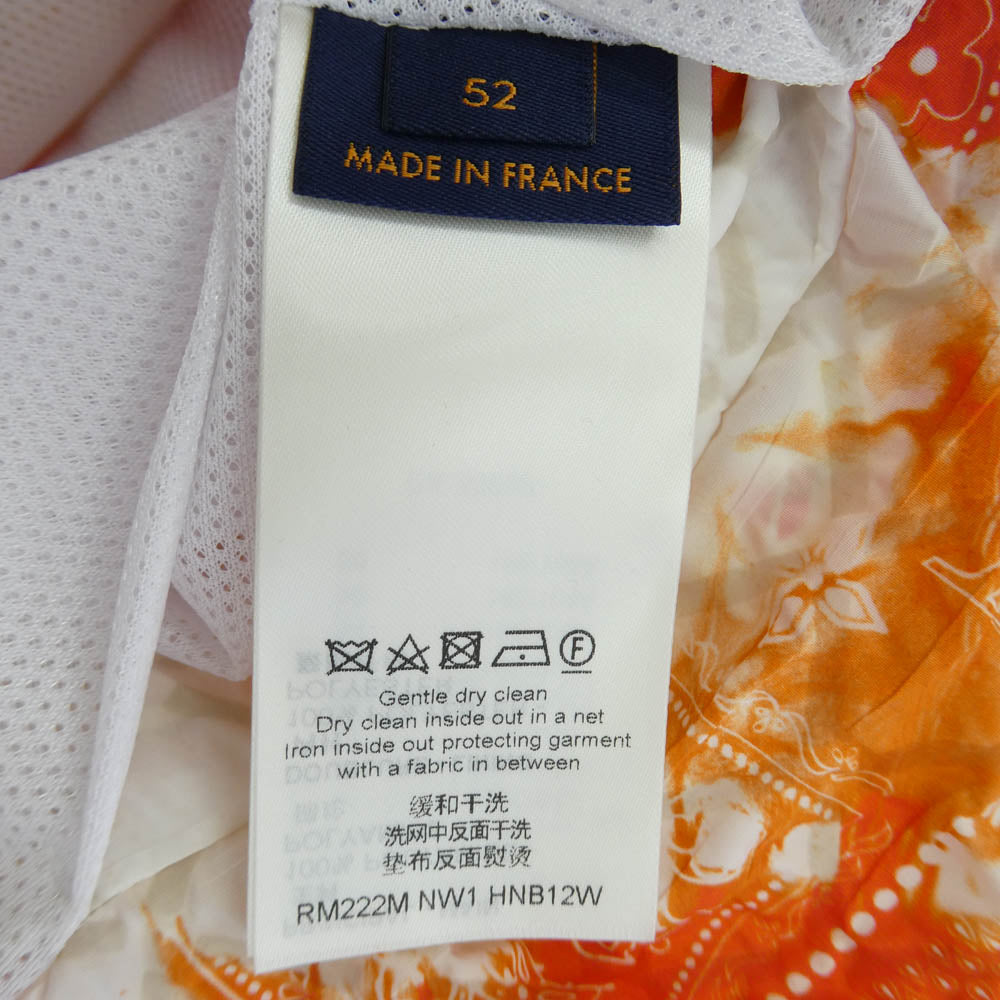 52
MADE IN FRANCE
Gentle dry clean
Dry clean inside out in a net
Iron inside out protecting garment
with a fabric in between
缓和干洗
洗网中反面干洗
垫布反面熨烫
RM222M NW1 HNB12W